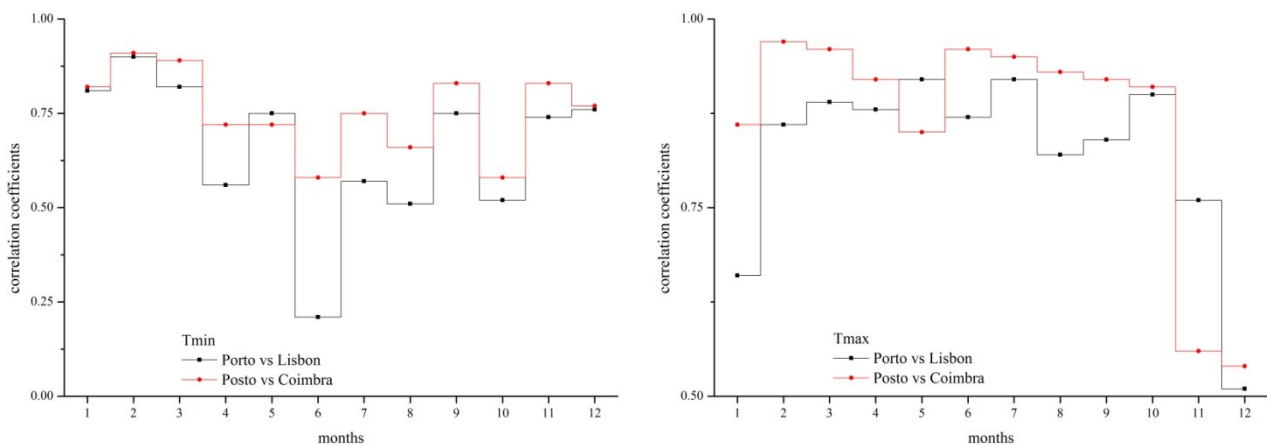 1.00
0.75
0.50
0.25
0.00
correlation coefficients
Tmin
Porto vs Lisbon
Posto vs Coimbra
1 2 3 4 5 6 7 8 9 10 11 12
months
1.00
0.75
0.50
correlation coefficients
Tmax
Porto vs Lisbon
Posto vs Coimbra
1 2 3 4 5 6 7 8 9 10 11 12
months